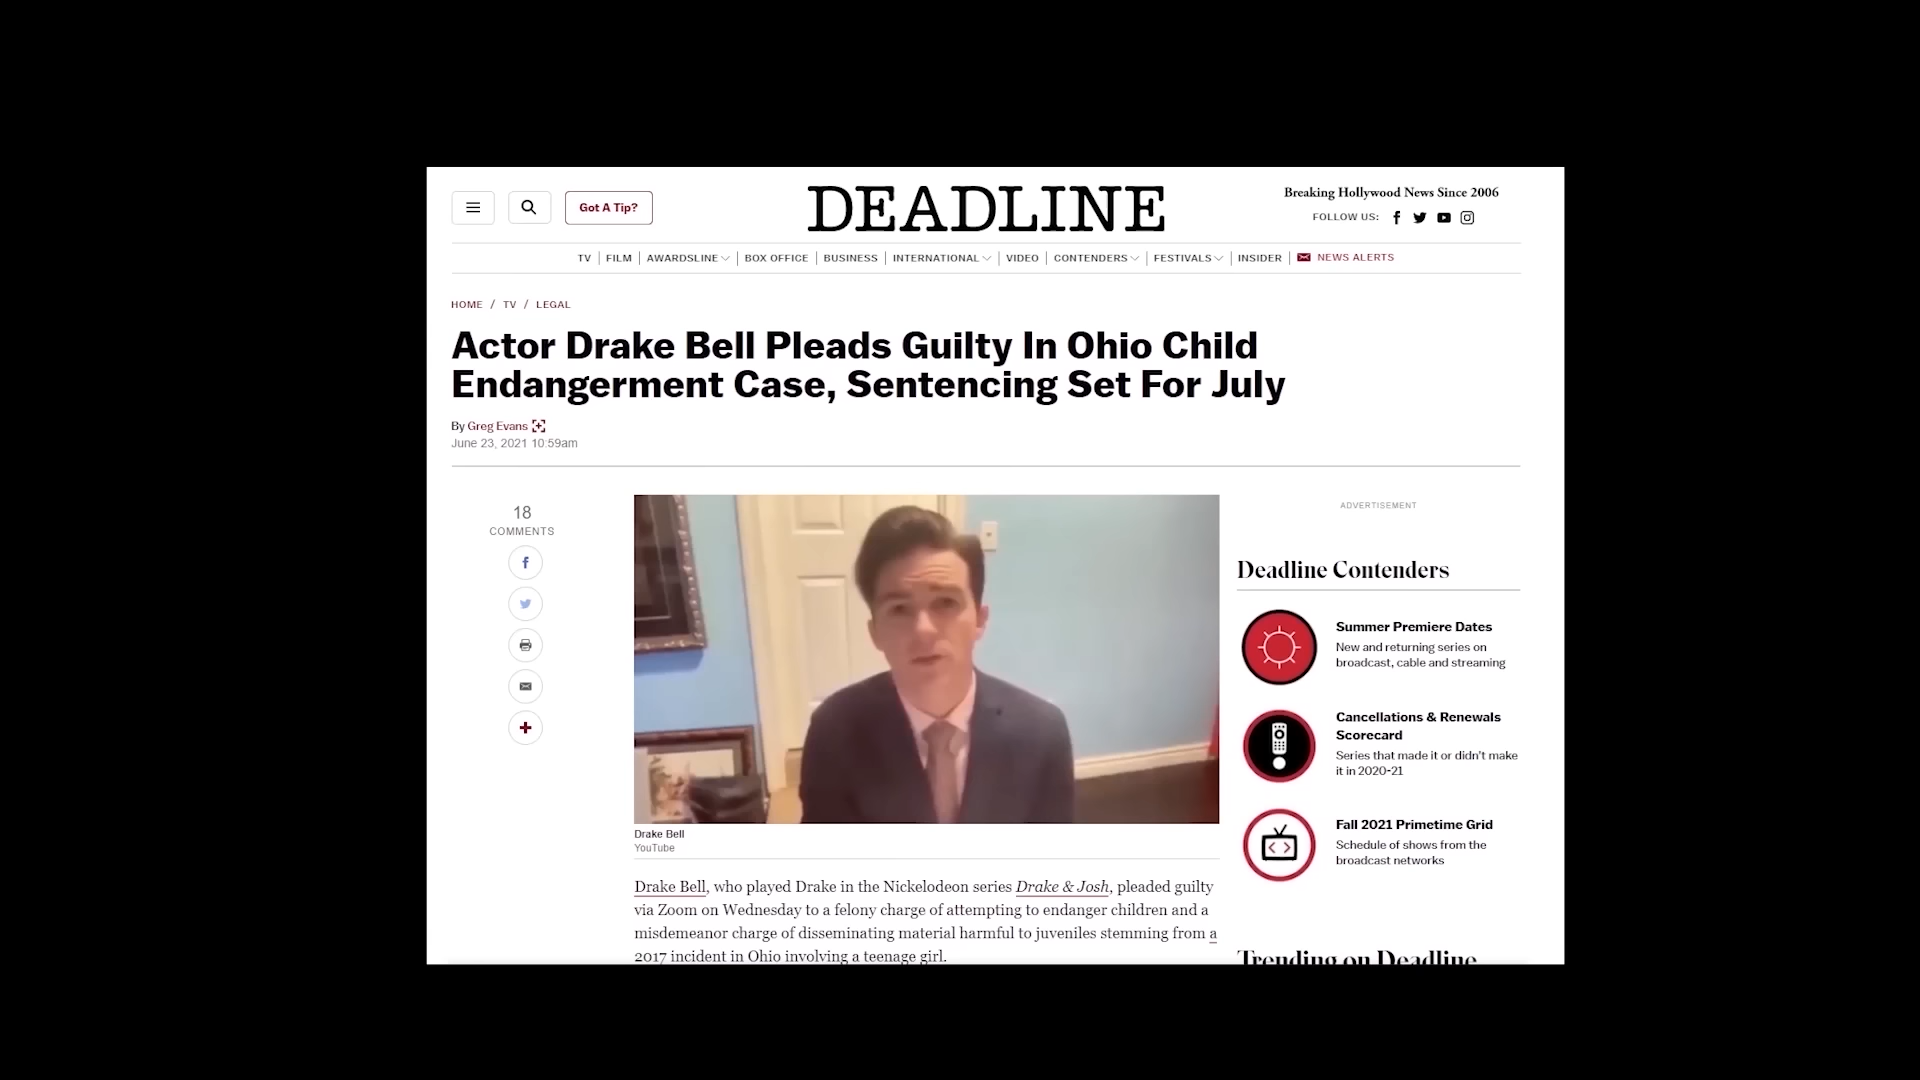 Got A Tip?
DEADLINE
Breaking Hollywood News Since 2006
FOLLOW US:
TV | FILM | AWARDSLINE | BOX OFFICE | BUSINESS | INTERNATIONAL | VIDEO | CONTENDERS | FESTIVALS | INSIDER | NEWS ALERTS
HOME / TV / LEGAL
Actor Drake Bell Pleads Guilty In Ohio Child
Endangerment Case, Sentencing Set For July
By Greg Evans
June 23, 2021 10:59am
18
COMMENTS
Drake Bell
YouTube
Drake Bell, who played Drake in the Nickelodeon series Drake & Josh, pleaded guilty
via Zoom on Wednesday to a felony charge of attempting to endanger children and a
misdemeanor charge of disseminating material harmful to juveniles stemming from a
2017 incident in Ohio involving a teenage girl.
ADVERTISEMENT
Deadline Contenders
Summer Premiere Dates
New and returning series on
broadcast, cable and streaming
Cancellations & Renewals
Scorecard
Series that made it or didn't make
it in 2020-21
Fall 2021 Primetime Grid
Schedule of shows from the
broadcast networks
Trending on Deadline